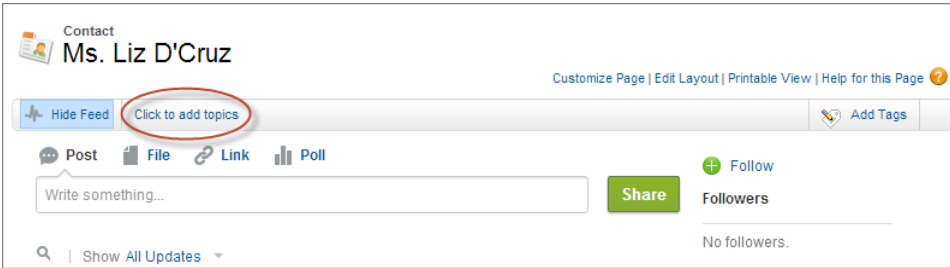 Contact
Ms. Liz D'Cruz
Customize Page | Edit Layout | Printable View | Help for this Page ?
Hide Feed Click to add topics Add Tags
Post File Link Poll
Follow
Write something... Share
Followers
No followers.
| Show All Updates